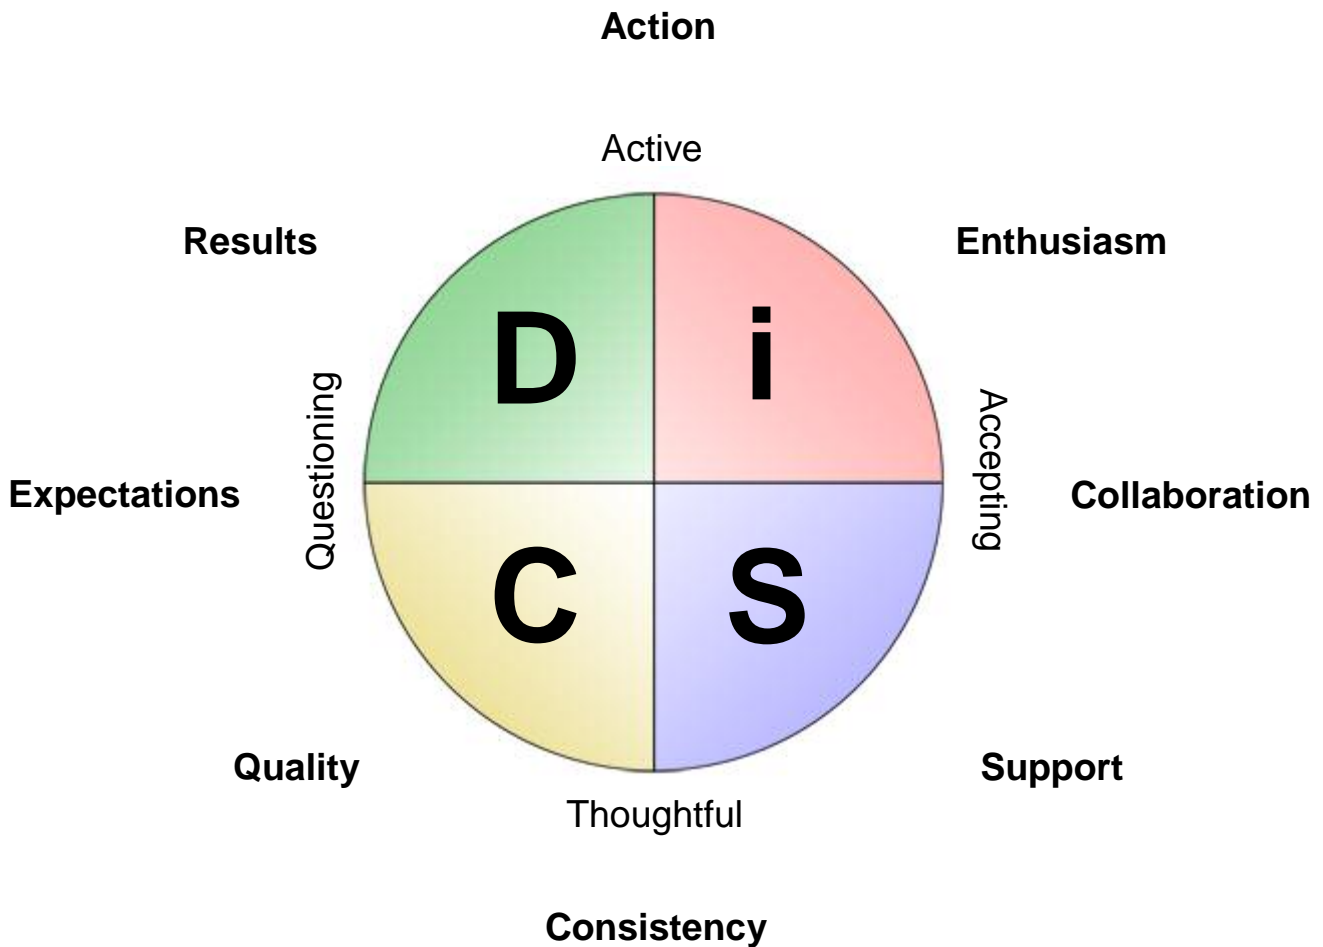 Action
Active
Results
Enthusiasm
D
i
Questioning
Accepting
Expectations
Collaboration
C
S
Quality
Support
Thoughtful
Consistency